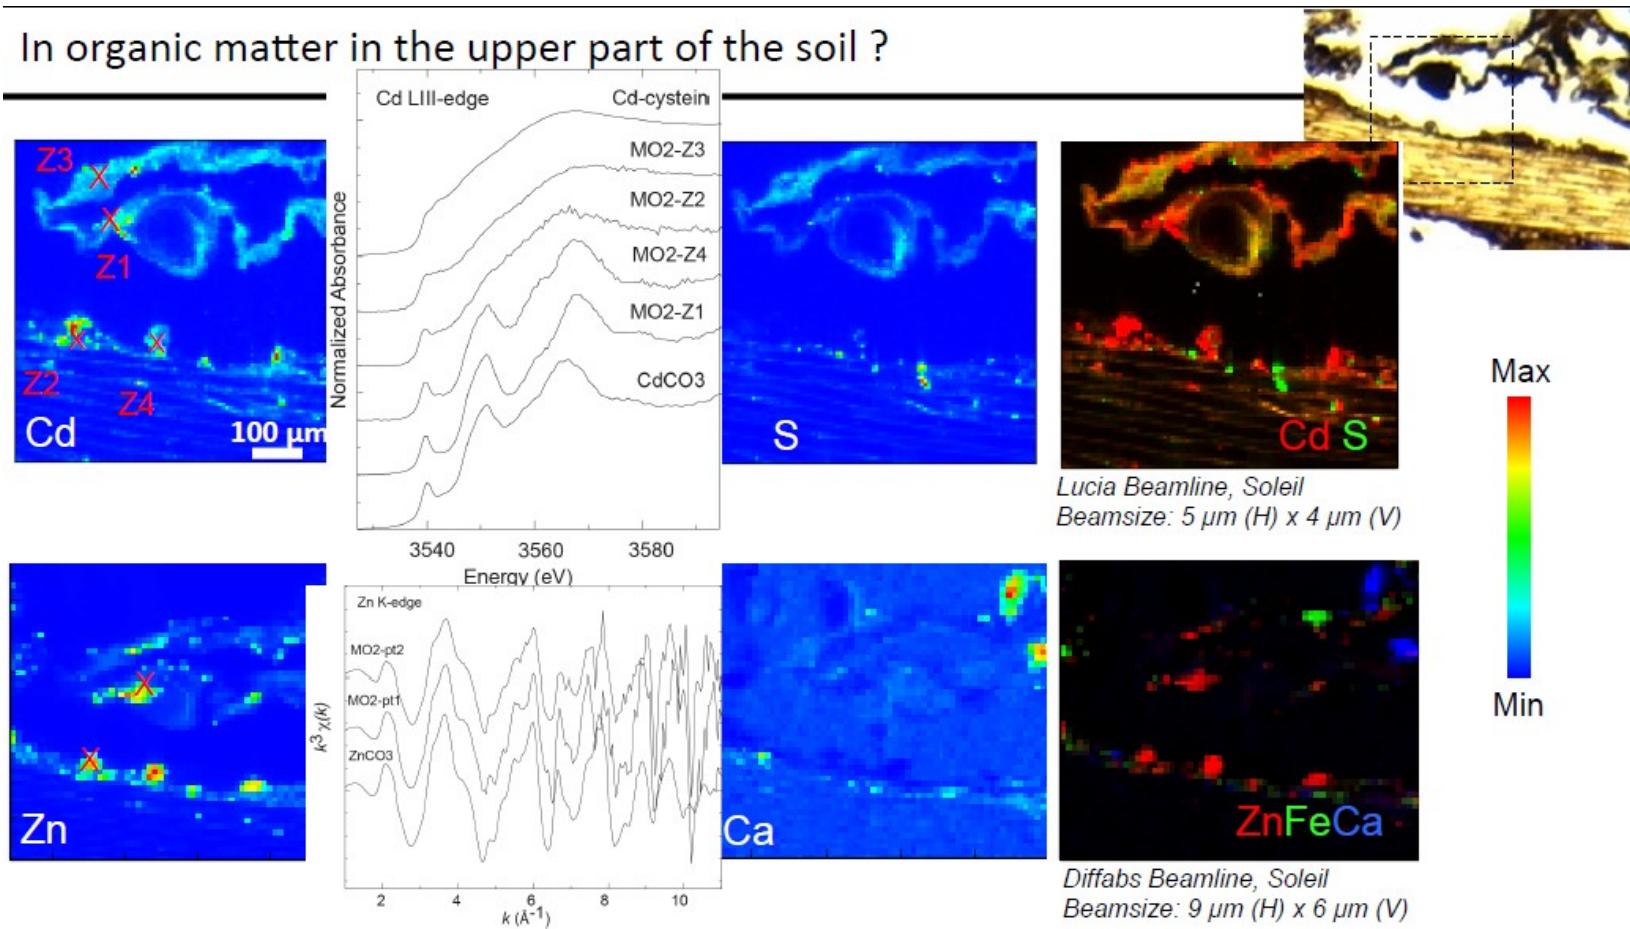 In organic matter in the upper part of the soil ?
Cd LIII-edge
Cd-cystein
MO2-Z3
MO2-Z2
MO2-Z4
MO2-Z1
CdCO3
Normalized Absorbance
3540 3560 3580
Energy (eV)
Z3
Z1
Z2
Z4
Cd
100 µm
S
Cd S
Lucia Beamline, Soleil
Beamsize: 5 µm (H) x 4 µm (V)
Max
Min
Zn
Zn K-edge
MO2-pt2
MO2-pt1
ZnCO3
k³ χ(k)
2 4 6 8 10
k (Å⁻¹)
Ca
ZnFeCa
Diffabs Beamline, Soleil
Beamsize: 9 µm (H) x 6 µm (V)